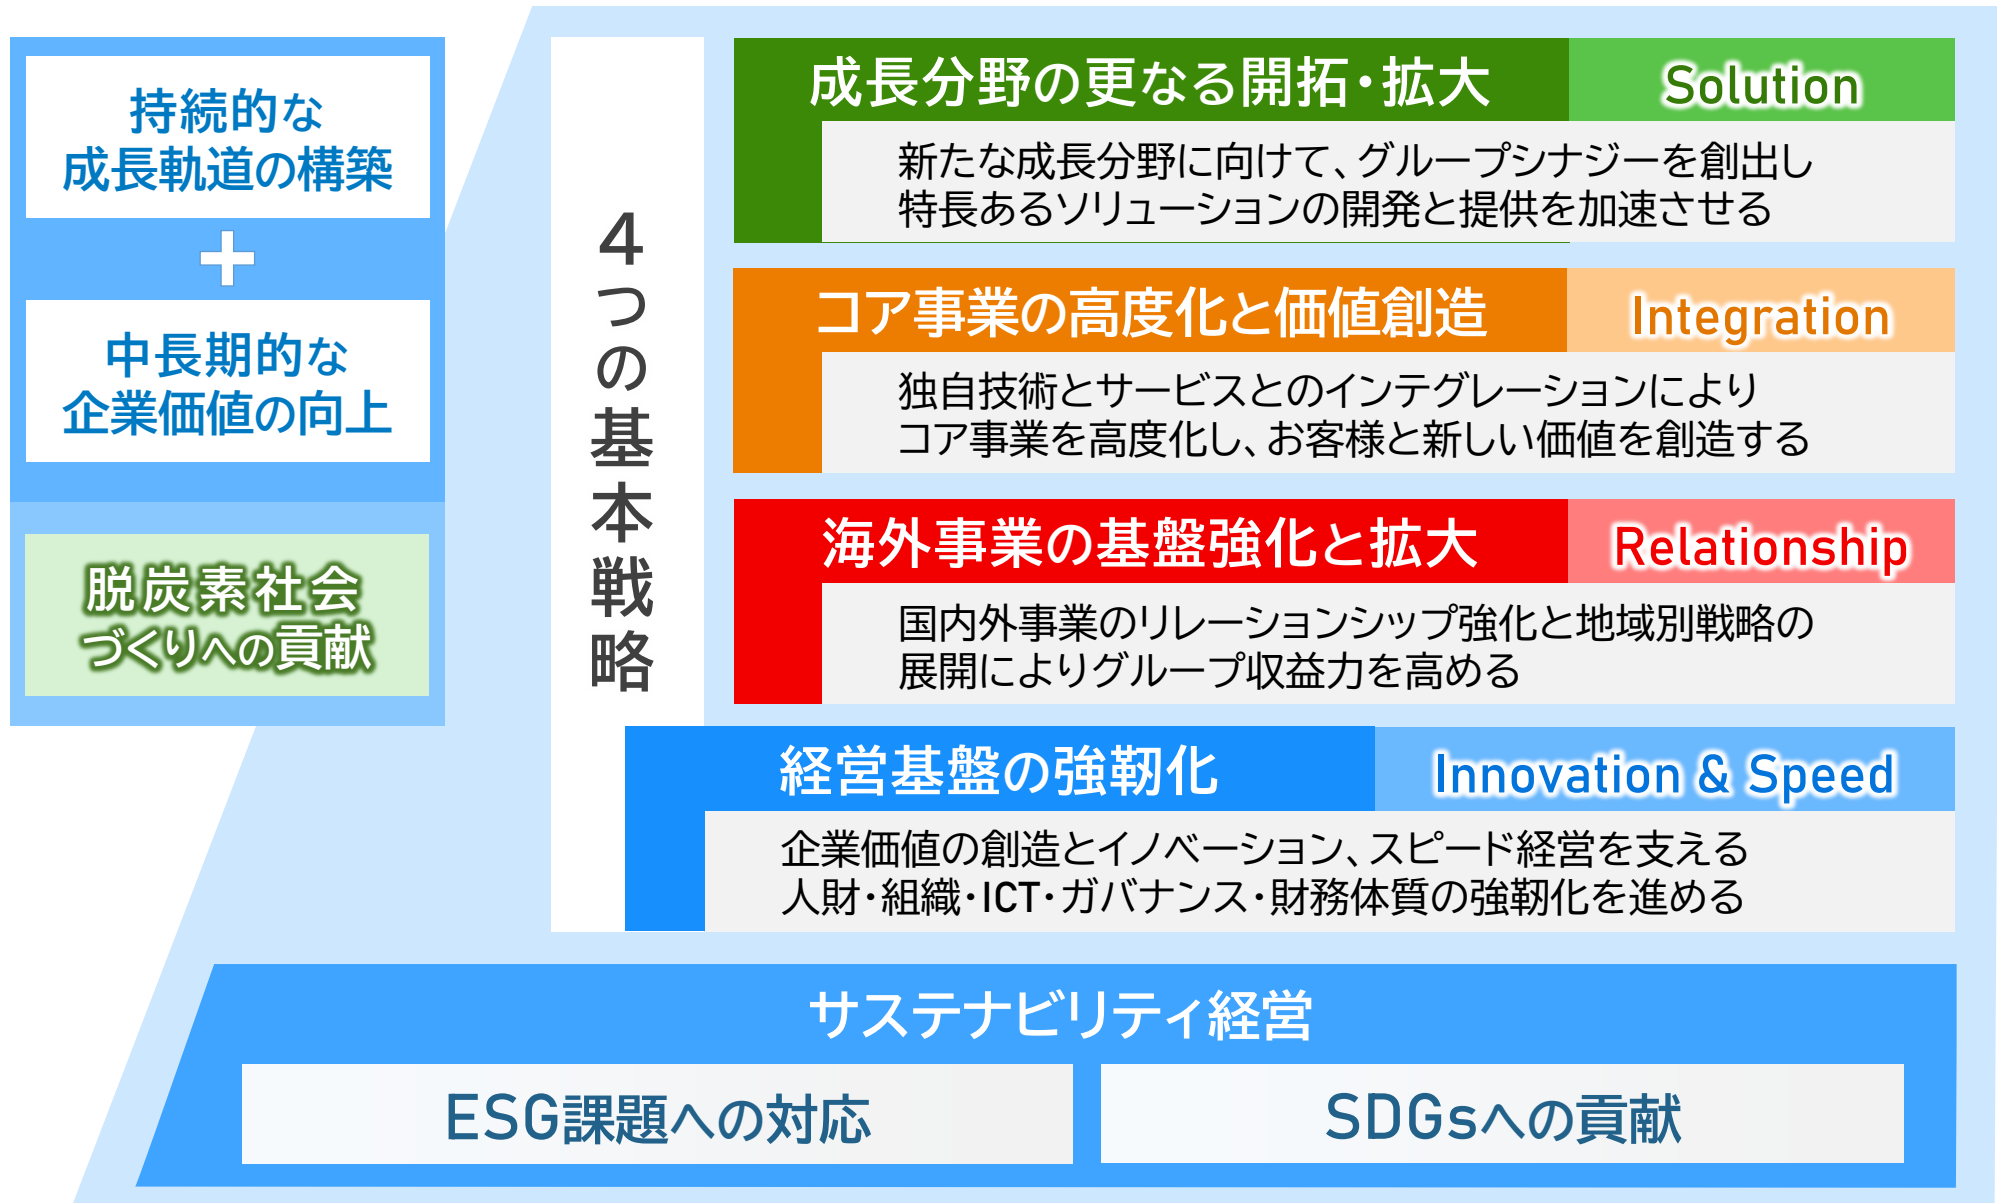 持続的な
成長軌道の構築
+
中長期的な
企業価値の向上
脱炭素社会
づくりへの貢献
4つの基本戦略
成長分野の更なる開拓・拡大
Solution
新たな成長分野に向けて、グループシナジーを創出し
特長あるソリューションの開発と提供を加速させる
コア事業の高度化と価値創造
Integration
独自技術とサービスとのインテグレーションにより
コア事業を高度化し、お客様と新しい価値を創造する
海外事業の基盤強化と拡大
Relationship
国内外事業のリレーションシップ強化と地域別戦略の
展開によりグループ収益力を高める
経営基盤の強靭化
Innovation & Speed
企業価値の創造とイノベーション、スピード経営を支える
人財・組織・ICT・ガバナンス・財務体質の強靭化を進める
サステナビリティ経営
ESG課題への対応
SDGsへの貢献